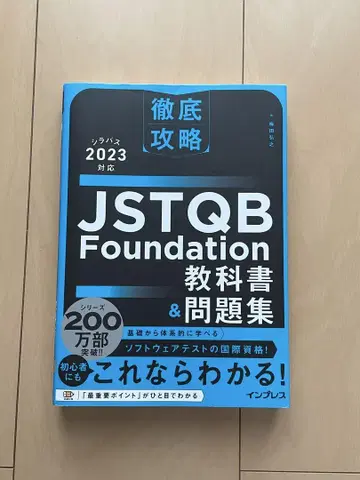 徹底
攻略
シラバス
2023
対応
JSTQB
Foundation
教科書
&問題集
シリーズ
200
万部
突破!!
基礎から体系的に学べる
ソフトウェアテストの国際資格!
初心者
にも
これならわかる!
「最重要ポイント」がひと目でわかる
インプレス